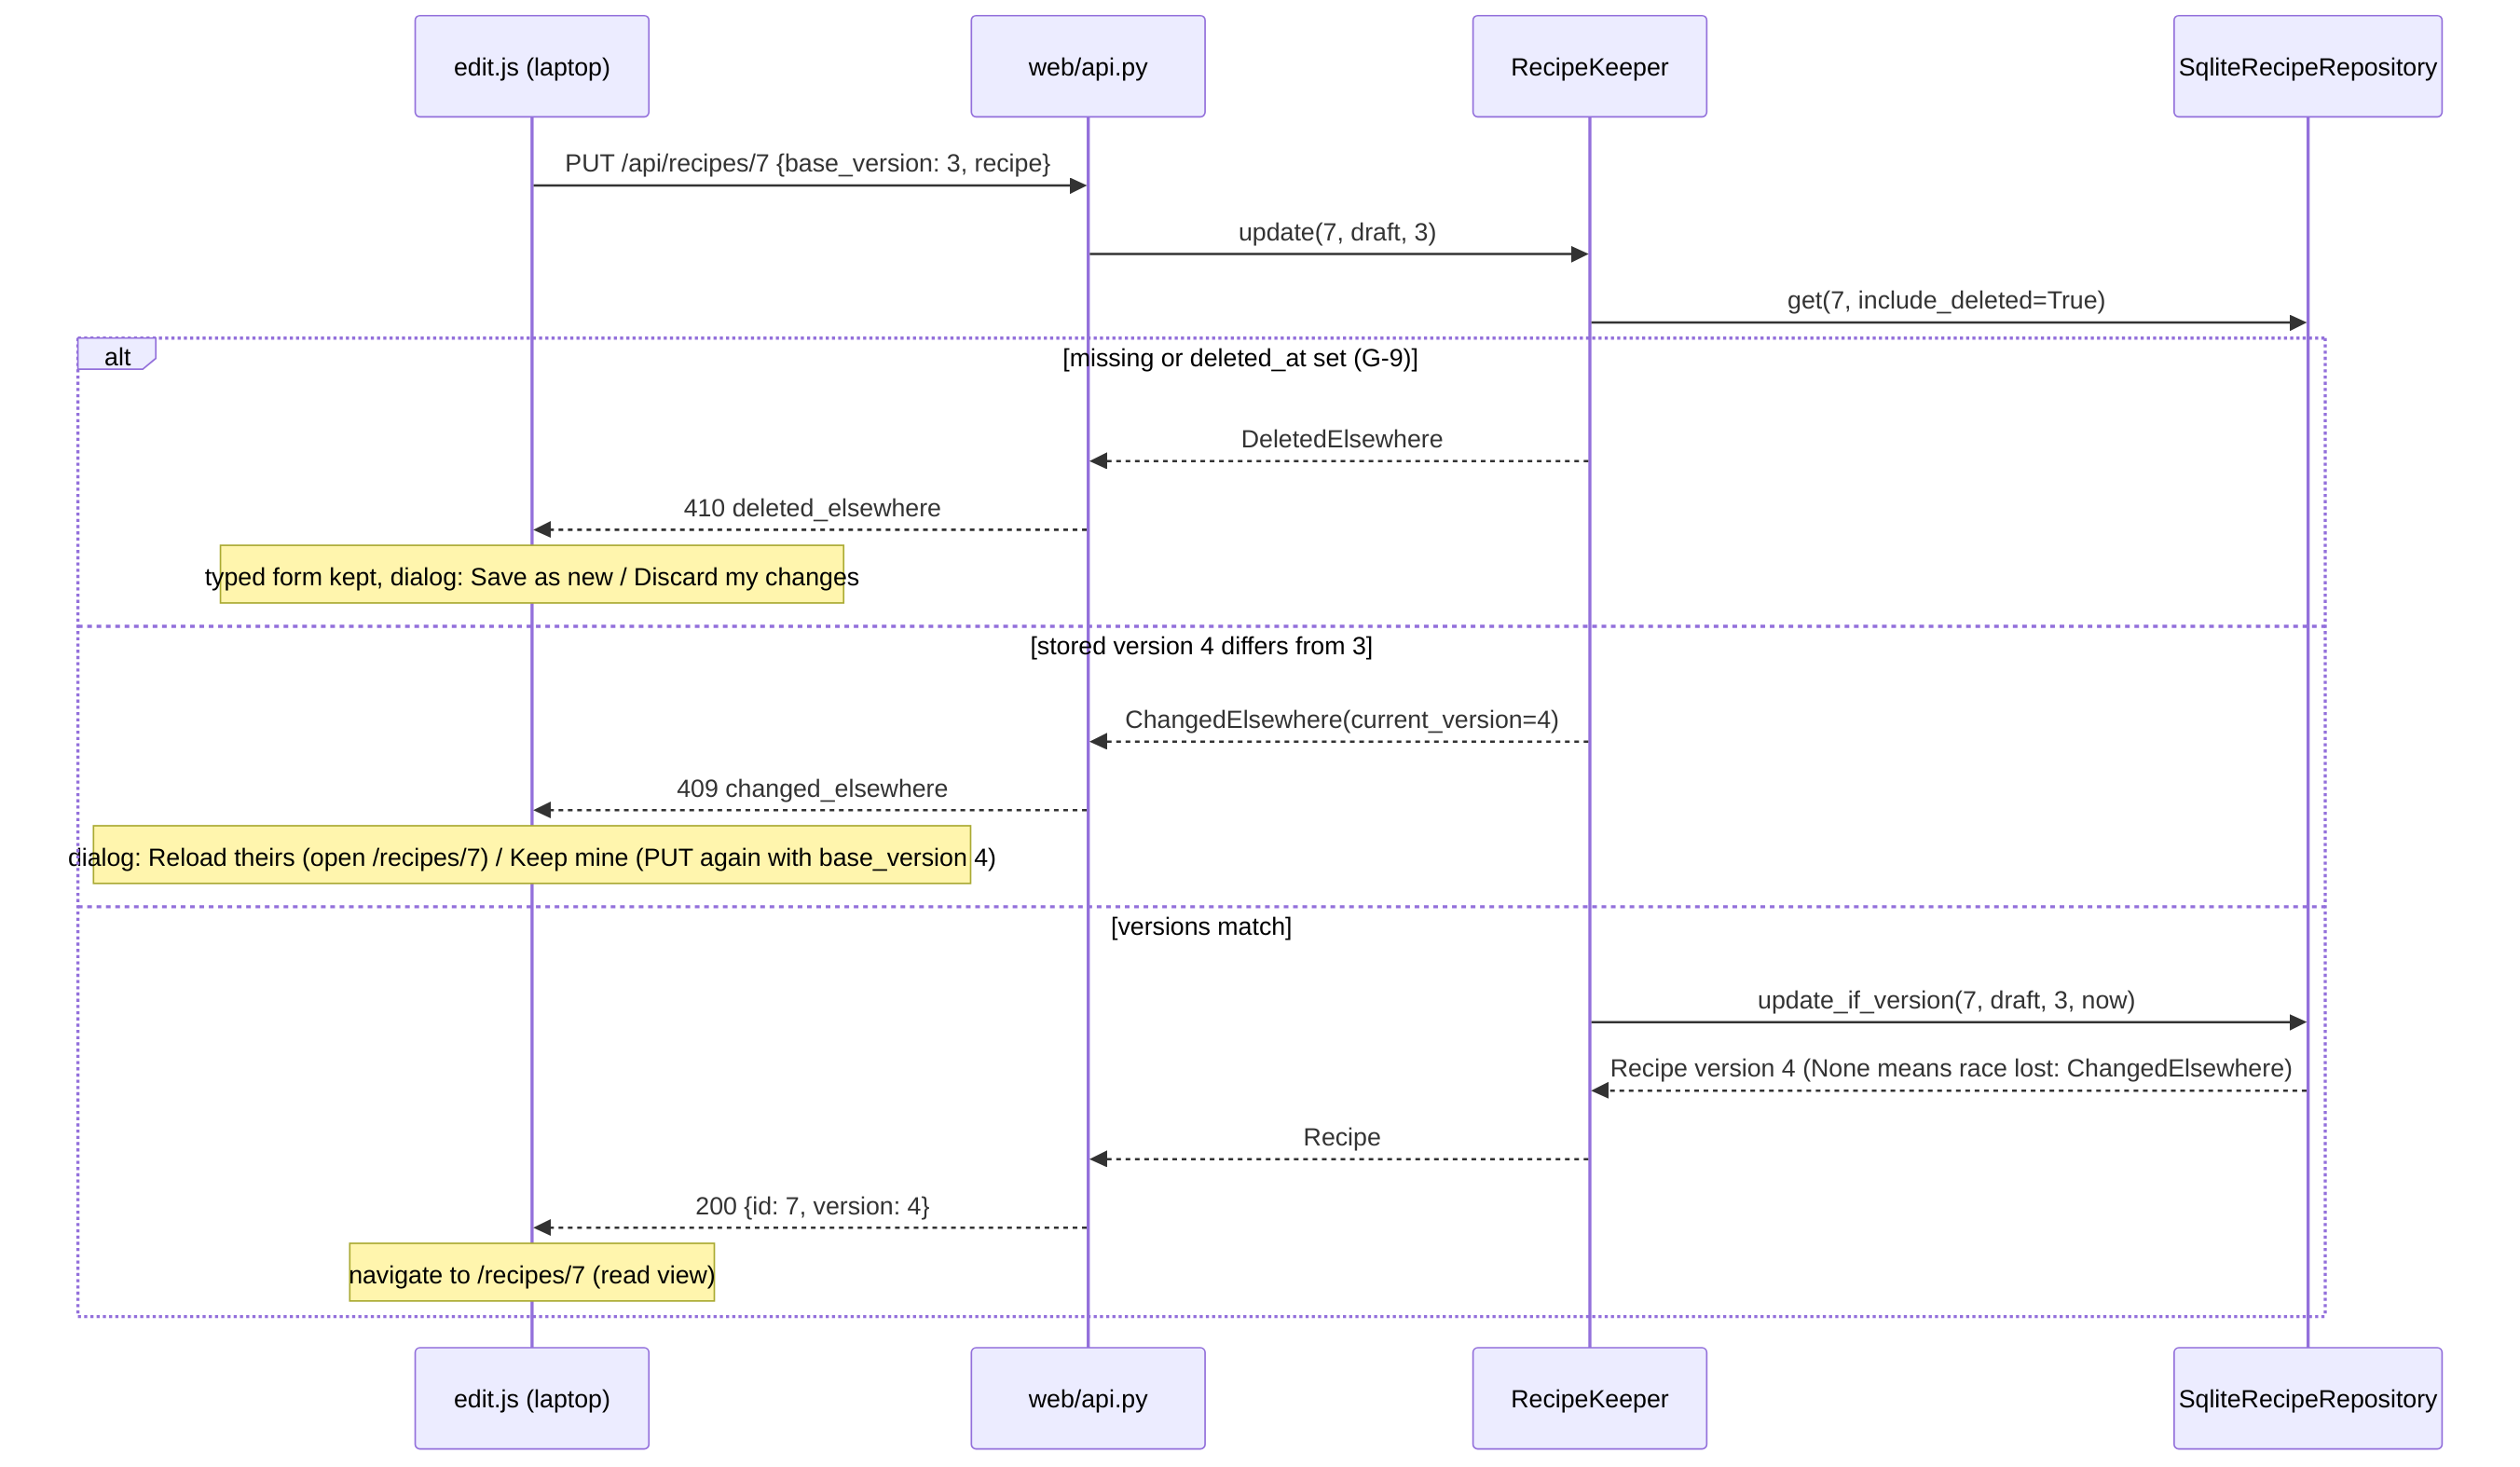 edit.js (laptop)
web/api.py
RecipeKeeper
SqliteRecipeRepository
PUT /api/recipes/7 {base_version: 3, recipe}
update(7, draft, 3)
get(7, include_deleted=True)
alt
[missing or deleted_at set (G-9)]
DeletedElsewhere
410 deleted_elsewhere
typed form kept, dialog: Save as new / Discard my changes
[stored version 4 differs from 3]
ChangedElsewhere(current_version=4)
409 changed_elsewhere
dialog: Reload theirs (open /recipes/7) / Keep mine (PUT again with base_version 4)
[versions match]
update_if_version(7, draft, 3, now)
Recipe version 4 (None means race lost: ChangedElsewhere)
Recipe
200 {id: 7, version: 4}
navigate to /recipes/7 (read view)
edit.js (laptop)
web/api.py
RecipeKeeper
SqliteRecipeRepository